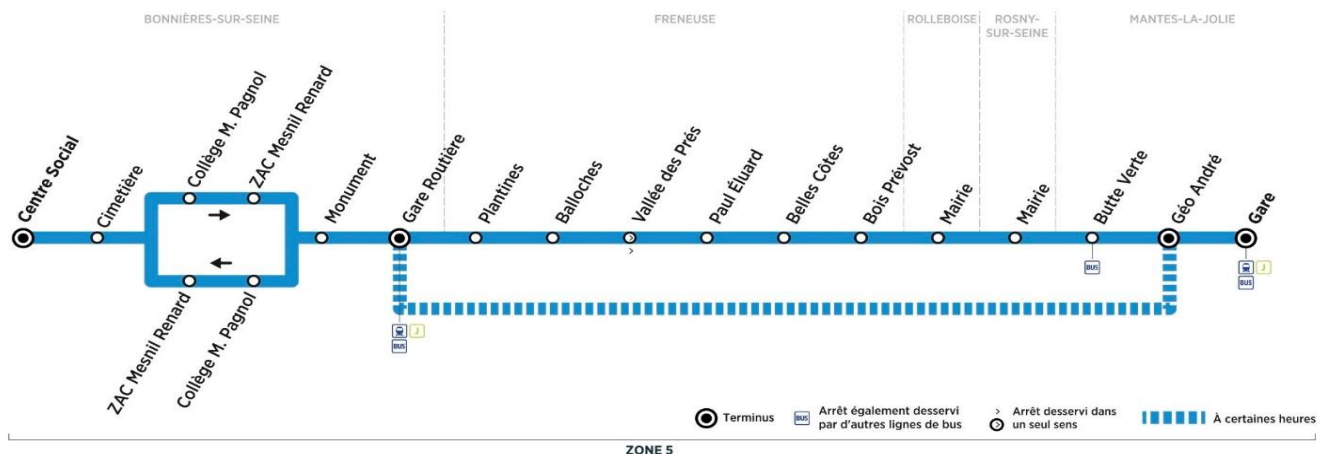 BONNIÈRES-SUR-SEINE
FRENEUSE
ROLLEBOISE
ROSNY-
SUR-SEINE
MANTES-LA-JOLIE
Centre Social
Cimetière
Collège M. Pagnol
ZAC Mesnil Renard
Monument
Gare Routière
Plantines
Balloches
Vallée des Prés
Paul Éluard
Belles Côtes
Bois Prévost
Mairie
Mairie
Butte Verte
Géo André
Gare
ZAC Mesnil Renard
Collège M. Pagnol
J
BUS
BUS
J
BUS
Terminus
BUS
Arrêt également desservi
par d'autres lignes de bus
Arrêt desservi dans
un seul sens
À certaines heures
ZONE 5